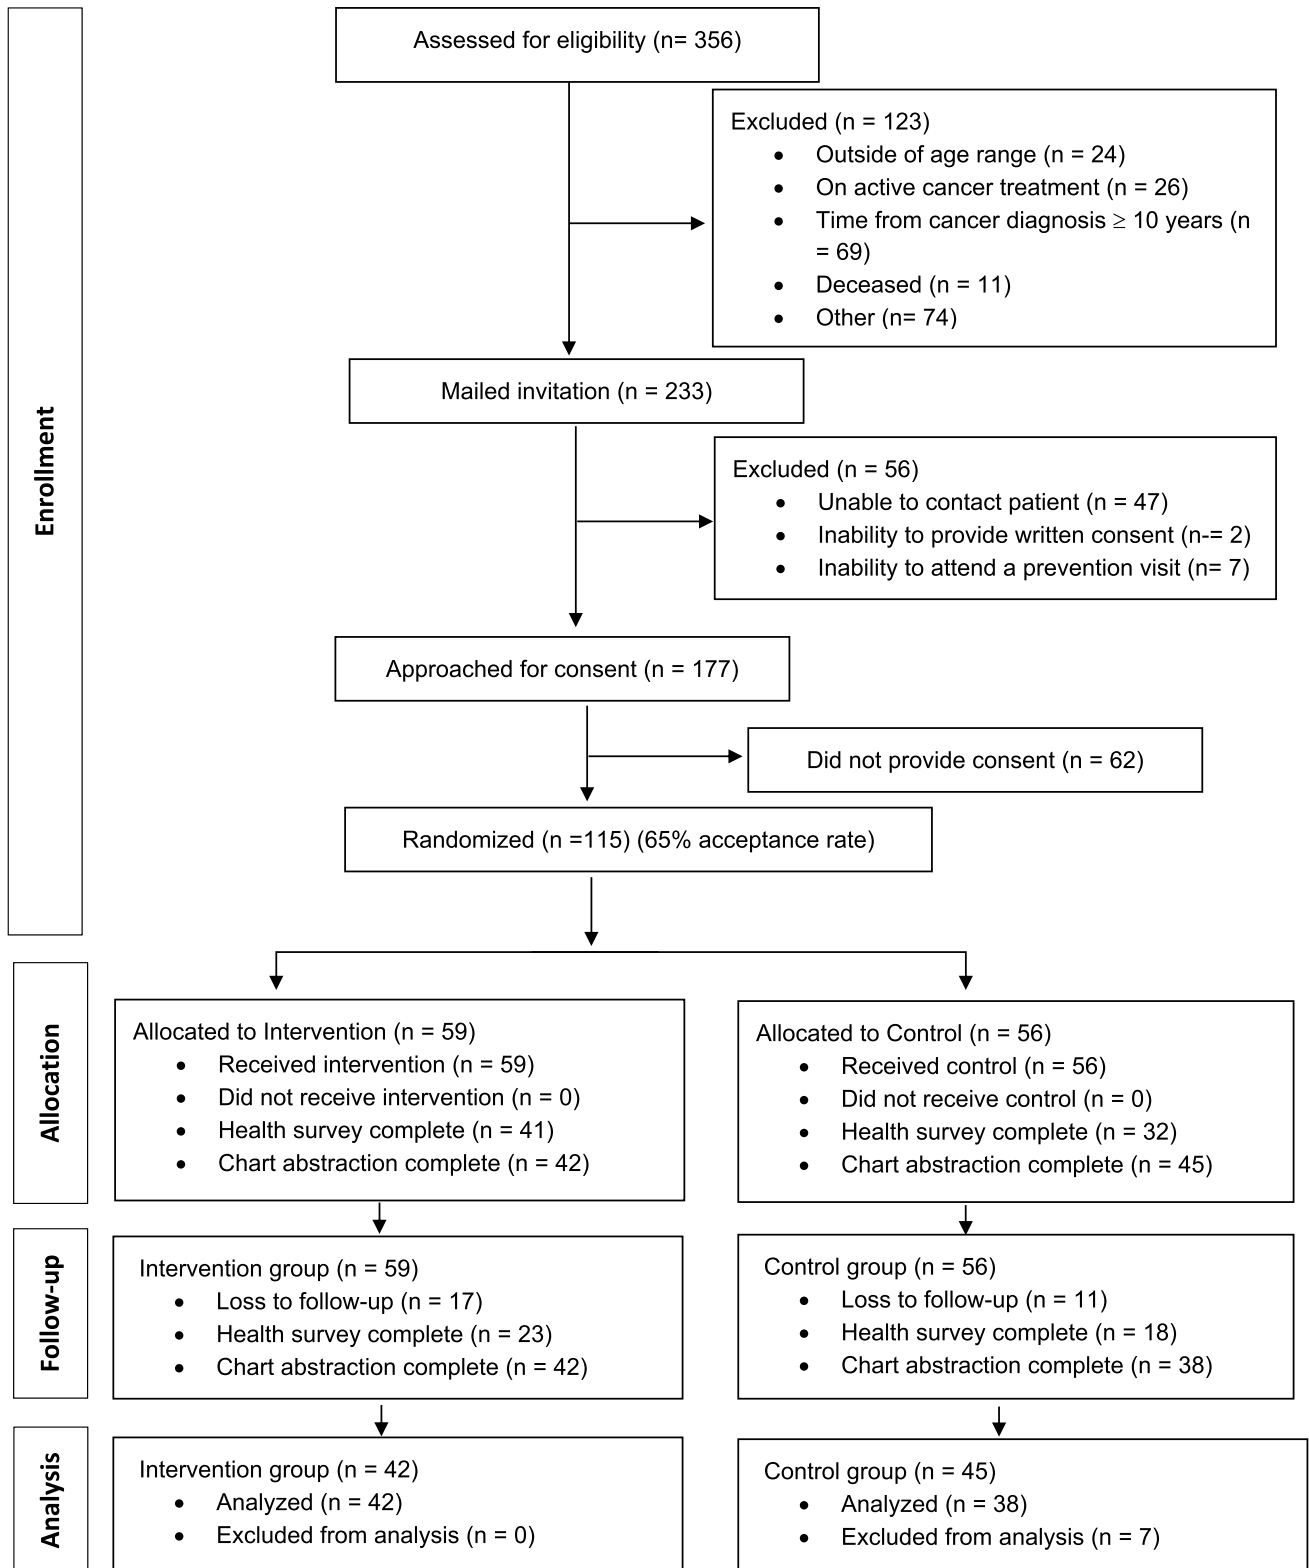 Enrollment
Assessed for eligibility (n= 356)
Excluded (n = 123)
• Outside of age range (n = 24)
• On active cancer treatment (n = 26)
• Time from cancer diagnosis ≥ 10 years (n
= 69)
• Deceased (n = 11)
• Other (n= 74)
Mailed invitation (n = 233)
Excluded (n = 56)
• Unable to contact patient (n = 47)
• Inability to provide written consent (n-= 2)
• Inability to attend a prevention visit (n= 7)
Approached for consent (n = 177)
Did not provide consent (n = 62)
Randomized (n =115) (65% acceptance rate)
Allocation
Allocated to Intervention (n = 59)
• Received intervention (n = 59)
• Did not receive intervention (n = 0)
• Health survey complete (n = 41)
• Chart abstraction complete (n = 42)
Allocated to Control (n = 56)
• Received control (n = 56)
• Did not receive control (n = 0)
• Health survey complete (n = 32)
• Chart abstraction complete (n = 45)
Follow-up
Intervention group (n = 59)
• Loss to follow-up (n = 17)
• Health survey complete (n = 23)
• Chart abstraction complete (n = 42)
Control group (n = 56)
• Loss to follow-up (n = 11)
• Health survey complete (n = 18)
• Chart abstraction complete (n = 38)
Analysis
Intervention group (n = 42)
• Analyzed (n = 42)
• Excluded from analysis (n = 0)
Control group (n = 45)
• Analyzed (n = 38)
• Excluded from analysis (n = 7)